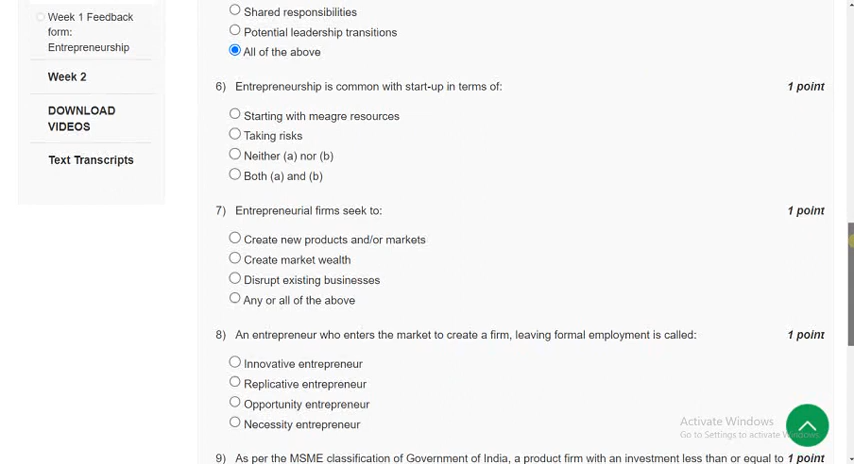 Week 1 Feedback
form:
Entrepreneurship
Week 2
DOWNLOAD
VIDEOS
Text Transcripts
Shared responsibilities
Potential leadership transitions
All of the above
6) Entrepreneurship is common with start-up in terms of: 1 point
Starting with meagre resources
Taking risks
Neither (a) nor (b)
Both (a) and (b)
7) Entrepreneurial firms seek to: 1 point
Create new products and/or markets
Create market wealth
Disrupt existing businesses
Any or all of the above
8) An entrepreneur who enters the market to create a firm, leaving formal employment is called: 1 point
Innovative entrepreneur
Replicative entrepreneur
Opportunity entrepreneur
Necessity entrepreneur
Activate Windows
Go to Settings to activate Windows.
9) As per the MSME classification of Government of India, a product firm with an investment less than or equal to 1 point